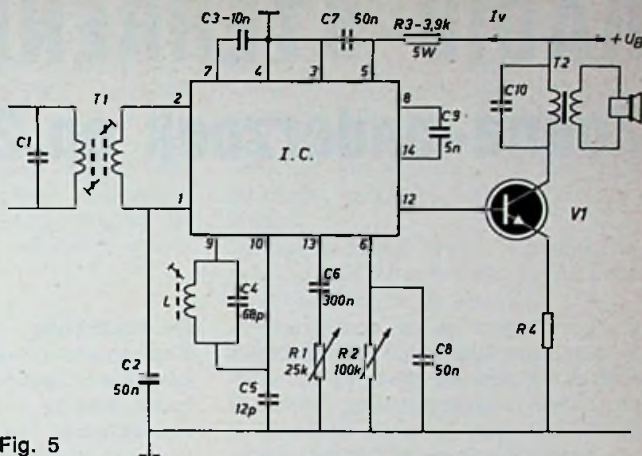 C3-10n
C7 50n
R3-3,9k
5W
Iv
+UB
7
4
3
5
T1
T2
C1
2
1
I.C.
8
14
12
C9
5n
C10
V1
9
10
13
6
L
C4
68p
C6
300n
R1
25k
R2
100k
C8
50n
R4
C2
50n
C5
12p
Fig. 5